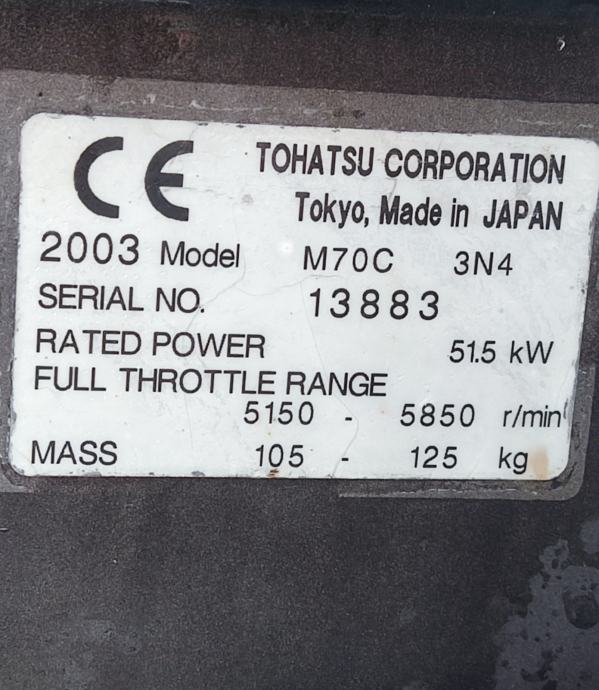 CE TOHATSU CORPORATION
Tokyo, Made in JAPAN
2003 Model M70C 3N4
SERIAL NO. 13883
RATED POWER 51.5 kW
FULL THROTTLE RANGE
5150 - 5850 r/min
MASS 105 - 125 kg